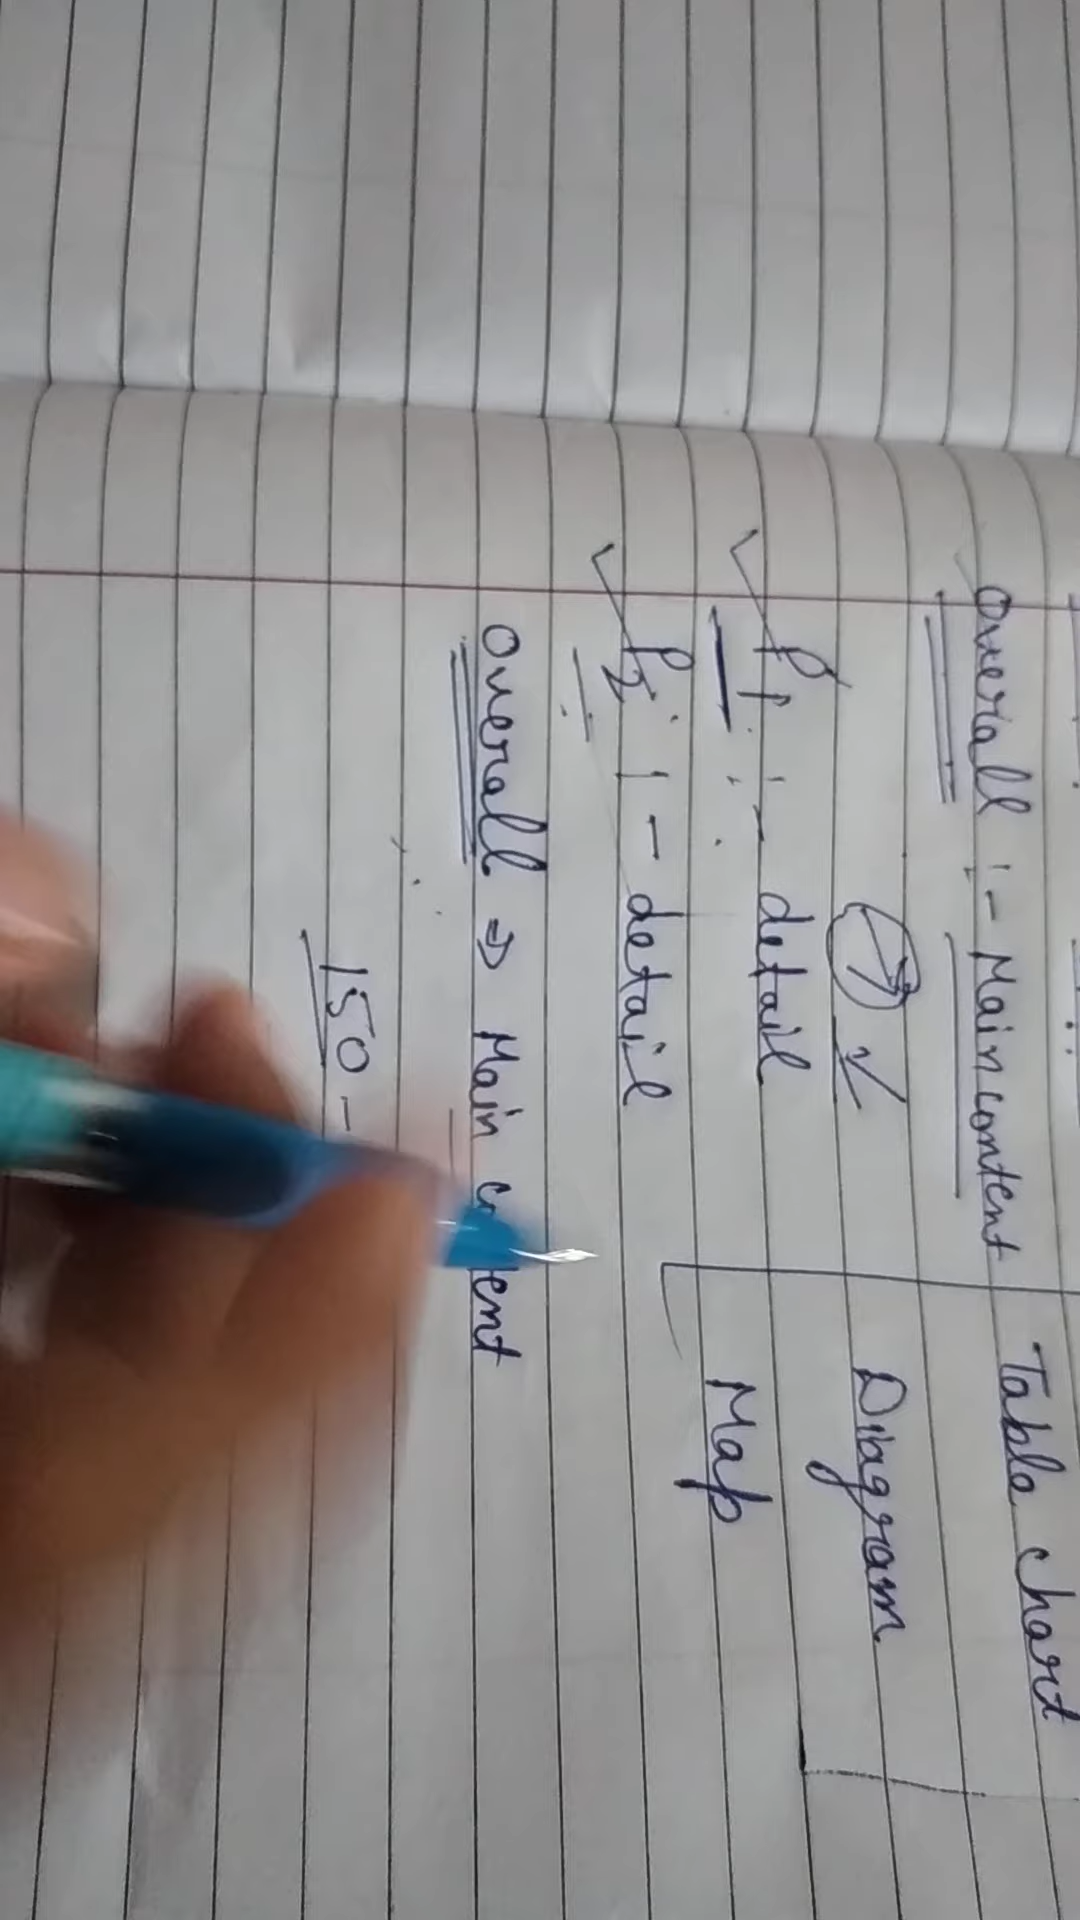 Overall :- Main content
Table chart
Diagram
P1 :- detail
Map
P2 :- detail
Overall ⇒ Main content
150 -